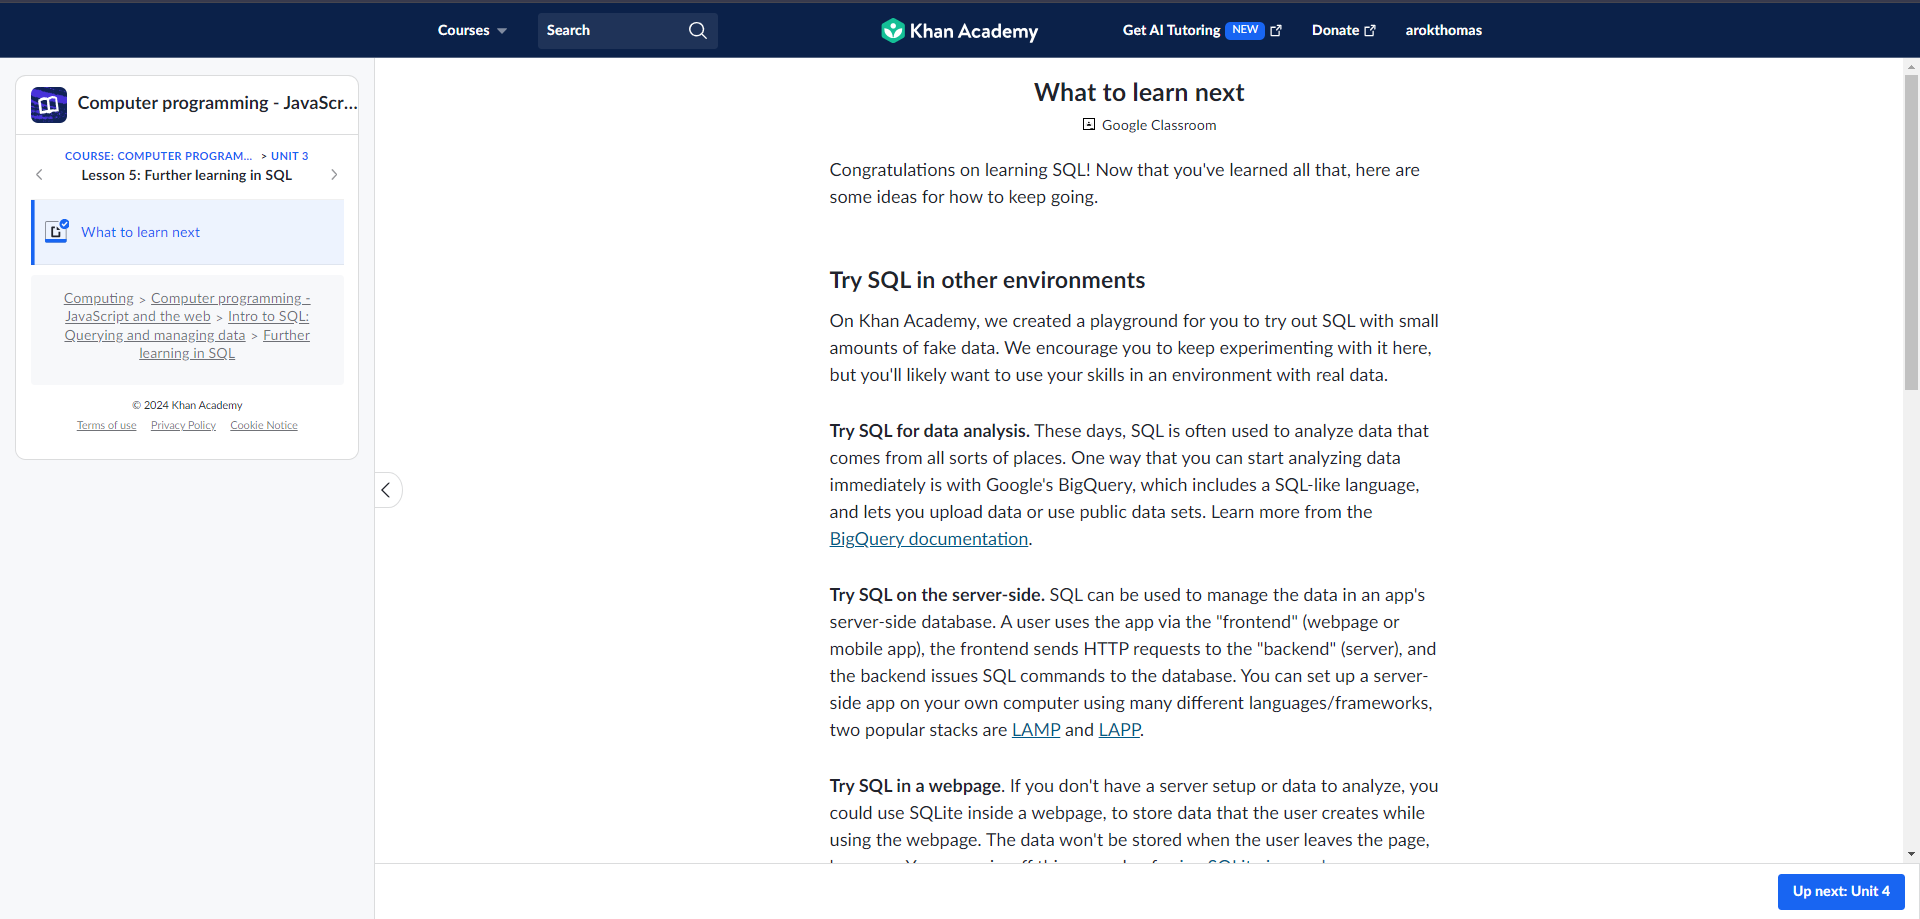 Courses
Search
Khan Academy
Get AI Tutoring NEW
Donate
arokthomas
Computer programming - JavaScr...
COURSE: COMPUTER PROGRAM... > UNIT 3
Lesson 5: Further learning in SQL
What to learn next
Computing > Computer programming -
JavaScript and the web > Intro to SQL:
Querying and managing data > Further
learning in SQL
© 2024 Khan Academy
Terms of use Privacy Policy Cookie Notice
What to learn next
Google Classroom
Congratulations on learning SQL! Now that you've learned all that, here are
some ideas for how to keep going.
Try SQL in other environments
On Khan Academy, we created a playground for you to try out SQL with small
amounts of fake data. We encourage you to keep experimenting with it here,
but you'll likely want to use your skills in an environment with real data.
Try SQL for data analysis. These days, SQL is often used to analyze data that
comes from all sorts of places. One way that you can start analyzing data
immediately is with Google's BigQuery, which includes a SQL-like language,
and lets you upload data or use public data sets. Learn more from the
BigQuery documentation.
Try SQL on the server-side. SQL can be used to manage the data in an app's
server-side database. A user uses the app via the "frontend" (webpage or
mobile app), the frontend sends HTTP requests to the "backend" (server), and
the backend issues SQL commands to the database. You can set up a server-
side app on your own computer using many different languages/frameworks,
two popular stacks are LAMP and LAPP.
Try SQL in a webpage. If you don't have a server setup or data to analyze, you
could use SQLite inside a webpage, to store data that the user creates while
using the webpage. The data won't be stored when the user leaves the page,
Up next: Unit 4